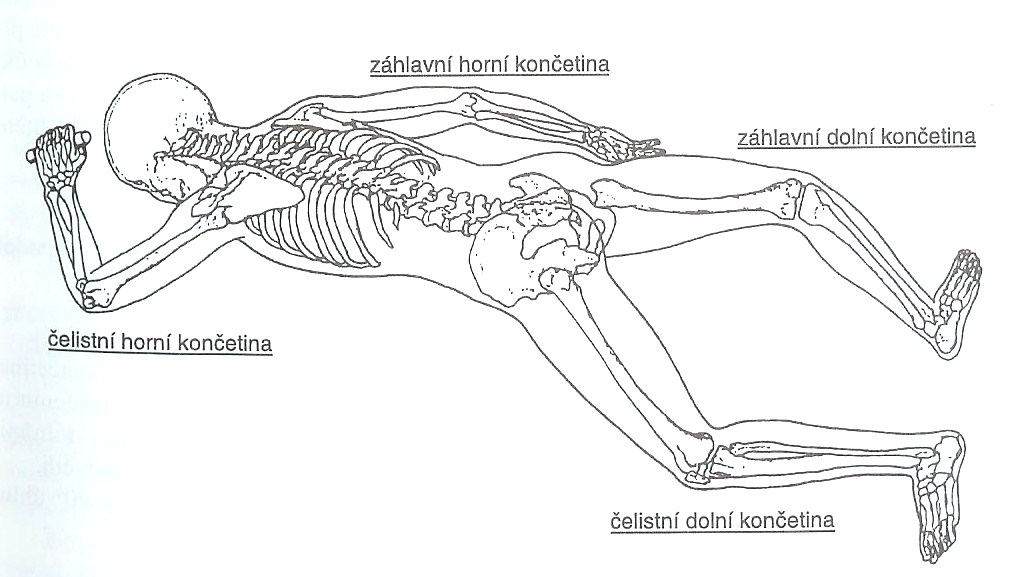 záhlavní horní končetina
záhlavní dolní končetina
čelistní horní končetina
čelistní dolní končetina